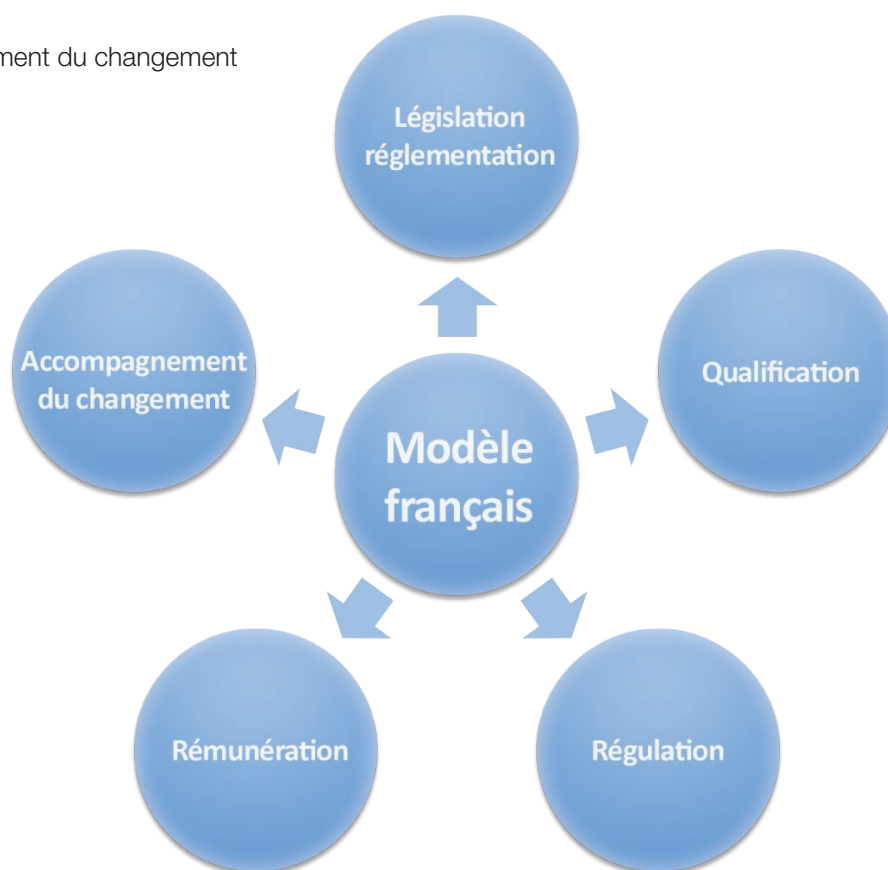 ment du changement
Législation
réglementation
Accompagnement
du changement
Qualification
Modèle
français
Rémunération
Régulation